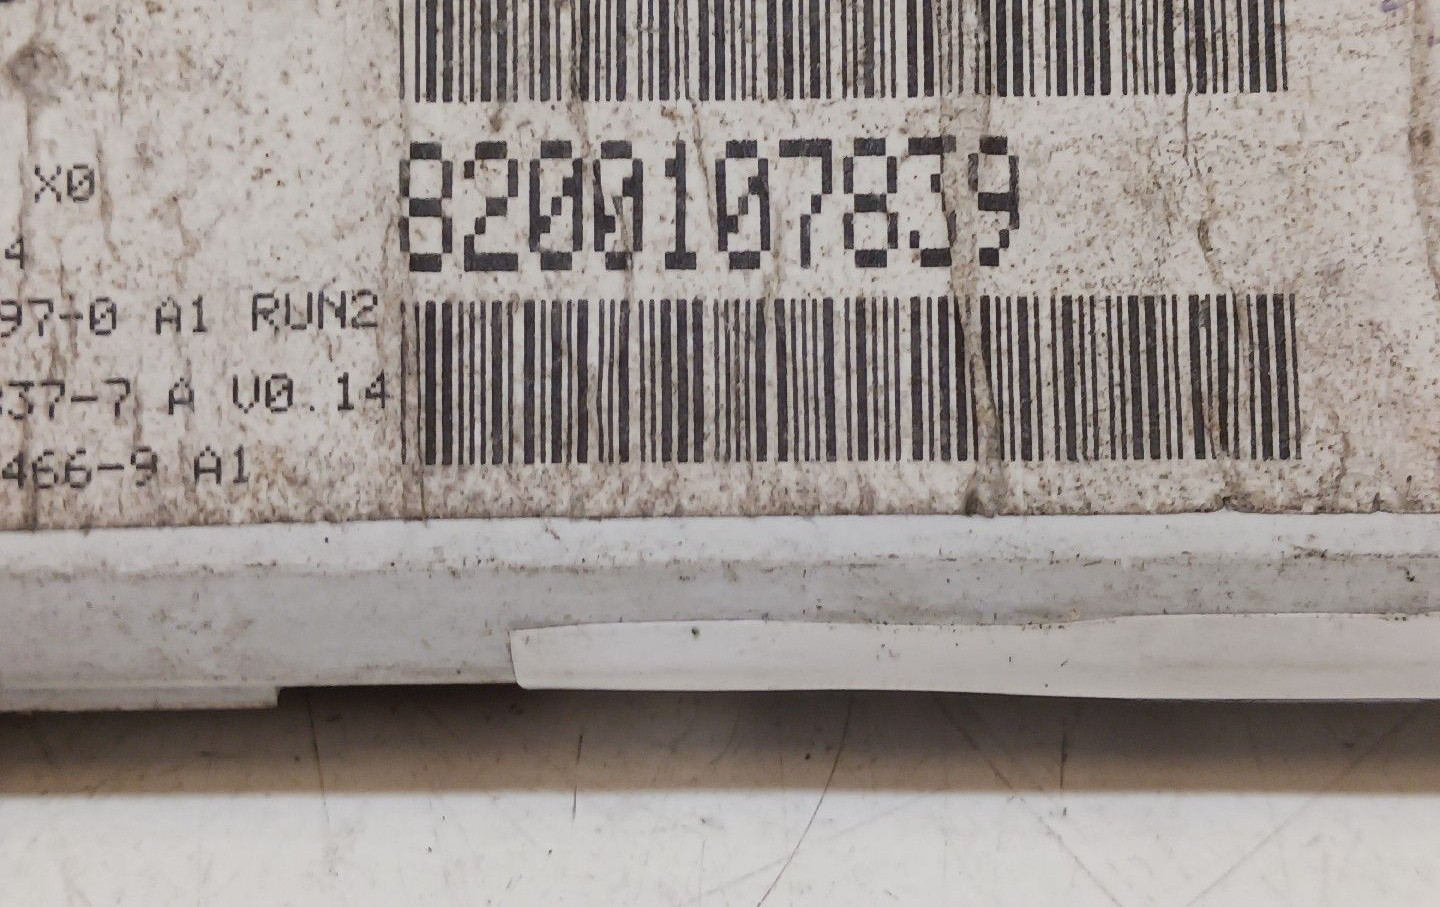 X0
8200107839
4
97-0 A1 RUN2
37-7 A V0.14
466-9 A1